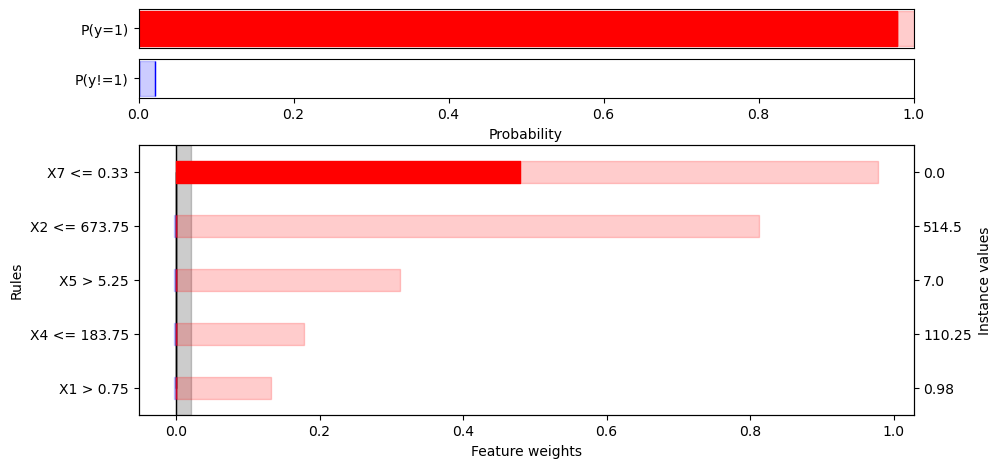 P(y=1)
P(y!=1)
0.0 0.2 0.4 0.6 0.8 1.0
Probability
X7 <= 0.33 0.0
X2 <= 673.75 514.5
X5 > 5.25 7.0
X4 <= 183.75 110.25
X1 > 0.75 0.98
Rules
Instance values
0.0 0.2 0.4 0.6 0.8 1.0
Feature weights